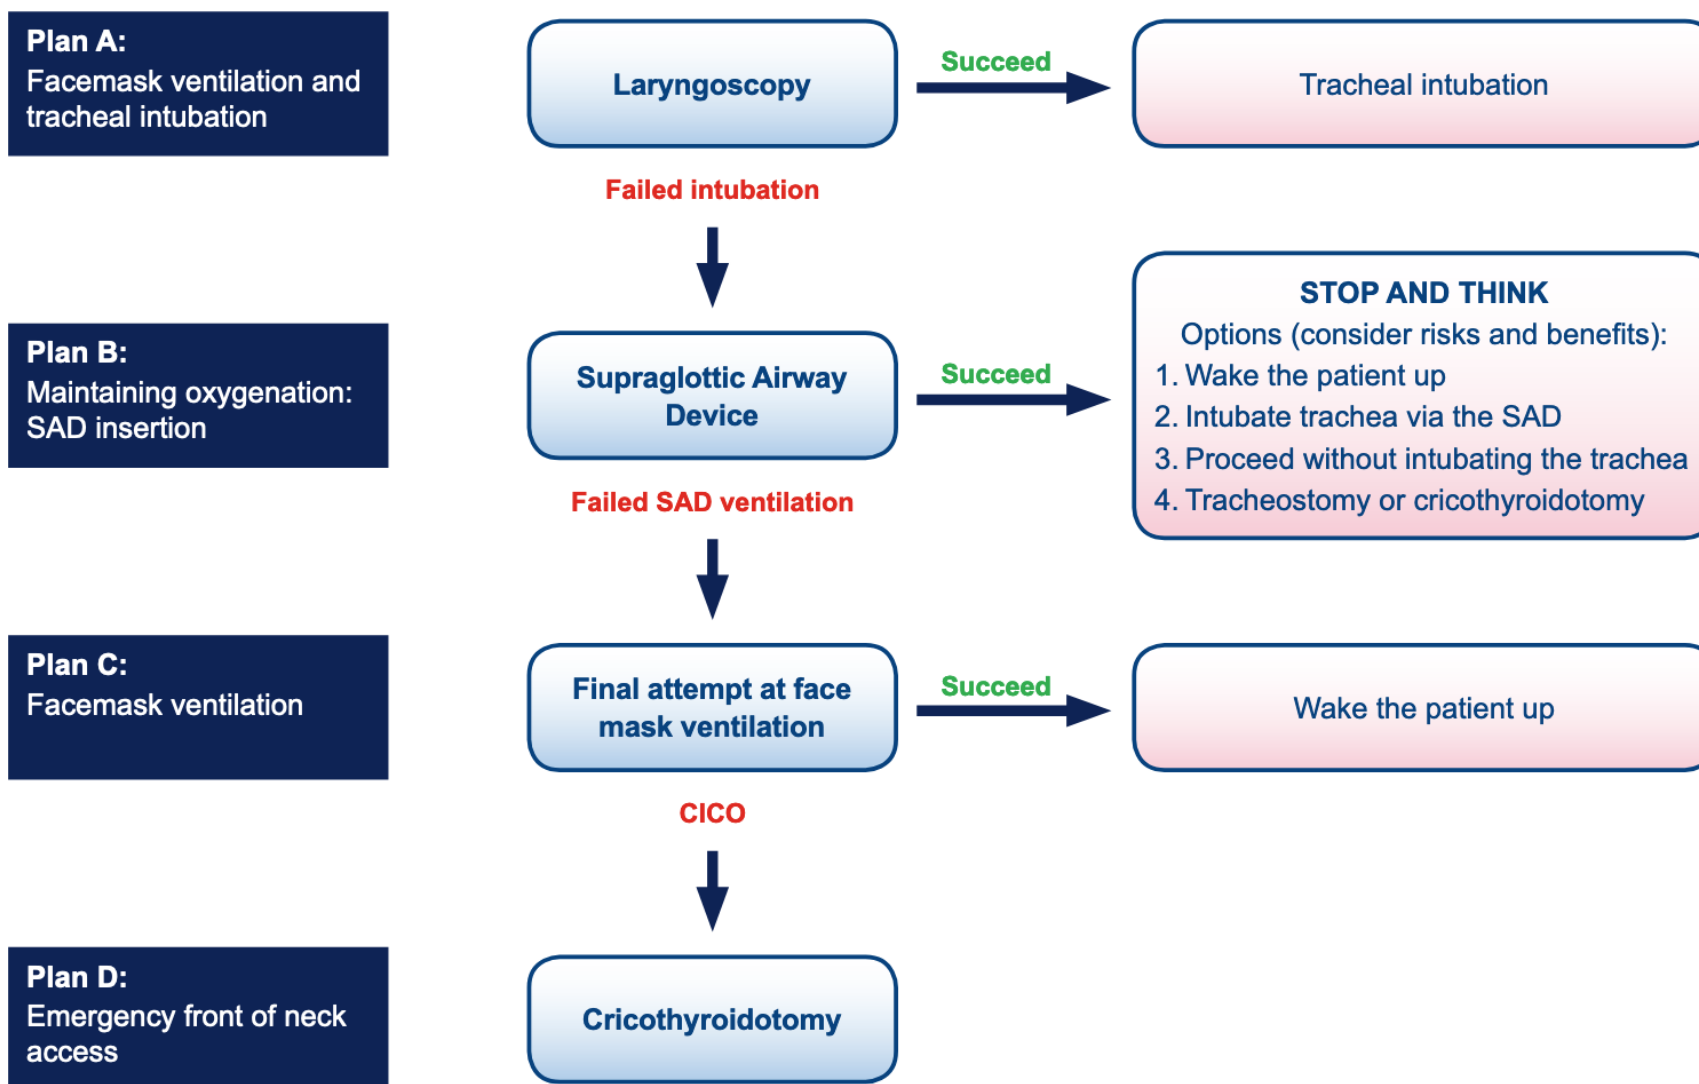 Plan A:
Facemask ventilation and
tracheal intubation
Laryngoscopy
Succeed
Tracheal intubation
Failed intubation
Plan B:
Maintaining oxygenation:
SAD insertion
Supraglottic Airway
Device
Succeed
STOP AND THINK
Options (consider risks and benefits):
1. Wake the patient up
2. Intubate trachea via the SAD
3. Proceed without intubating the trachea
4. Tracheostomy or cricothyroidotomy
Failed SAD ventilation
Plan C:
Facemask ventilation
Final attempt at face
mask ventilation
Succeed
Wake the patient up
CICO
Plan D:
Emergency front of neck
access
Cricothyroidotomy